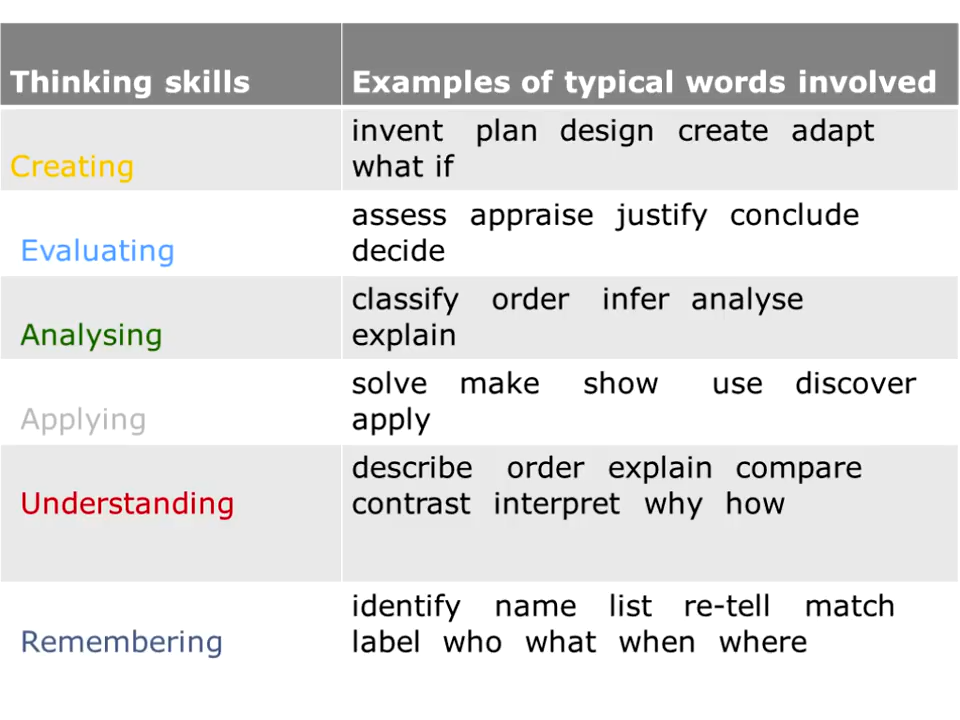 Thinking skills Examples of typical words involved
invent plan design create adapt
Creating what if
assess appraise justify conclude
Evaluating decide
classify order infer analyse
Analysing explain
solve make show use discover
Applying apply
describe order explain compare
Understanding contrast interpret why how
identify name list re-tell match
Remembering label who what when where